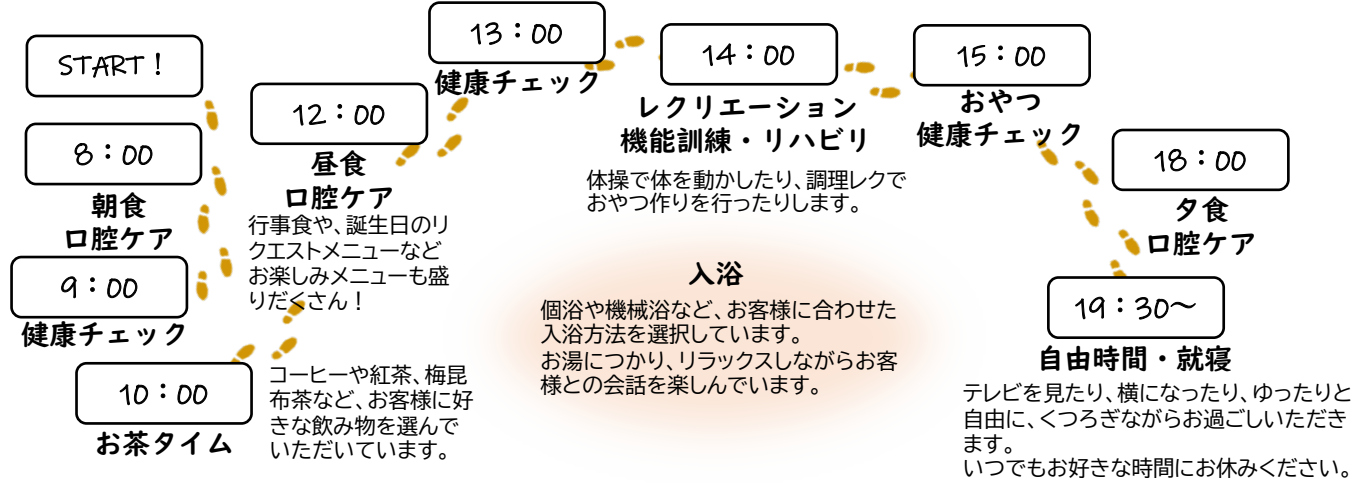 START！
8：00
朝食
口腔ケア
9：00
健康チェック
10：00
お茶タイム
コーヒーや紅茶、梅昆
布茶など、お客様に好
きな飲み物を選んで
いただいています。
12：00
昼食
口腔ケア
行事食や、誕生日のリ
クエストメニューなど
お楽しみメニューも盛
りだくさん！
13：00
健康チェック
14：00
レクリエーション
機能訓練・リハビリ
体操で体を動かしたり、調理レクで
おやつ作りを行ったりします。
入浴
個浴や機械浴など、お客様に合わせた
入浴方法を選択しています。
お湯につかり、リラックスしながらお客
様との会話を楽しんでいます。
15：00
おやつ
健康チェック
18：00
夕食
口腔ケア
19：30～
自由時間・就寝
テレビを見たり、横になったり、ゆったりと
自由に、くつろぎながらお過ごしいただき
ます。
いつでもお好きな時間にお休みください。